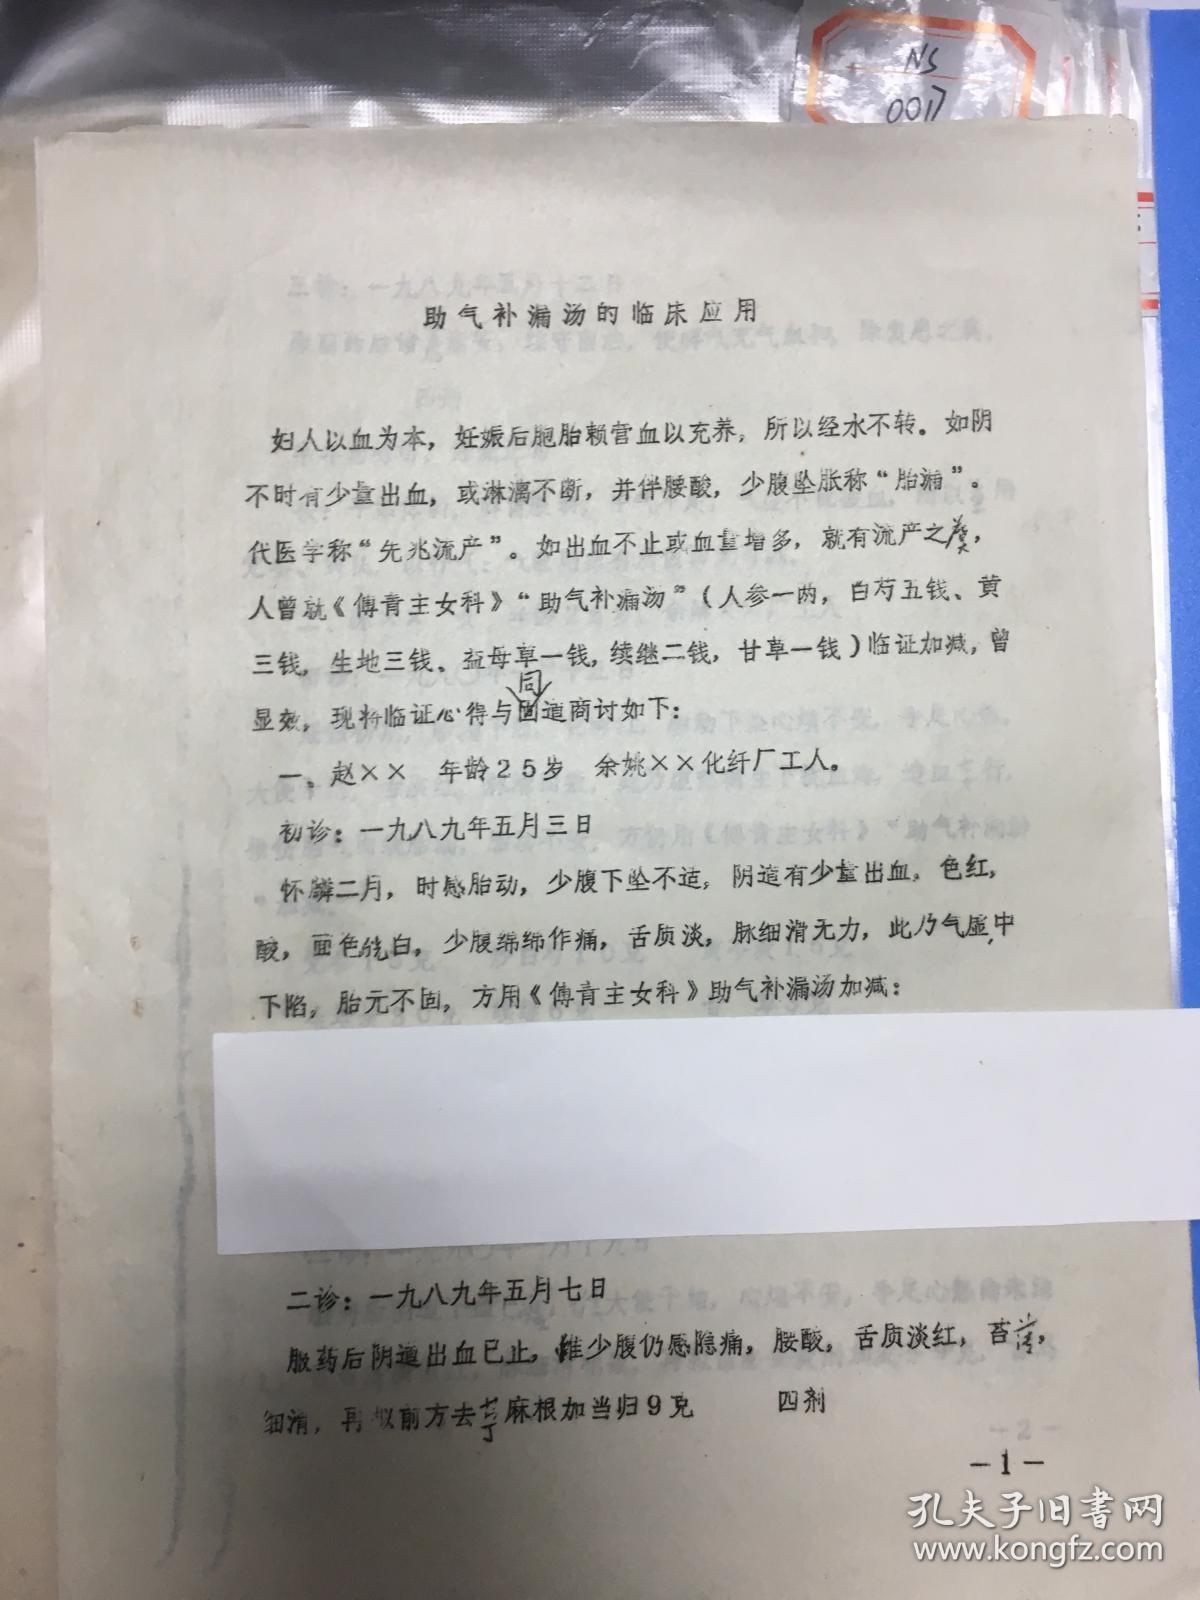 NS
0017
助气补漏汤的临床应用
妇人以血为本，妊娠后胞胎赖营血以充养，所以经水不转。如阴
不时有少量出血，或淋漓不断，并伴腰酸，少腹坠胀称“胎漏”。
代医学称“先兆流产”。如出血不止或血量增多，就有流产之虞，
人曾就《傅青主女科》“助气补漏汤”（人参一两，白芍五钱、黄
三钱，生地三钱、益母草一钱，续继二钱，甘草一钱）临证加减，曾
同
显效，现将临证心得与道商讨如下：
一、赵×× 年龄25岁 余姚××化纤厂工人。
初诊：一九八九年五月三日
怀麟二月，时感胎动，少腹下坠不适，阴道有少量出血，色红，
酸，面色㿠白，少腹绵绵作痛，舌质淡，脉细滑无力，此乃气虚，中
下陷，胎元不固，方用《傅青主女科》助气补漏汤加减：
二诊：一九八九年五月七日
服药后阴道出血已止，惟少腹仍感隐痛，腰酸，舌质淡红，苔薄，
细滑，再拟前方去苎麻根加当归9克 四剂
－1－
孔夫子旧书网
www.kongfz.com